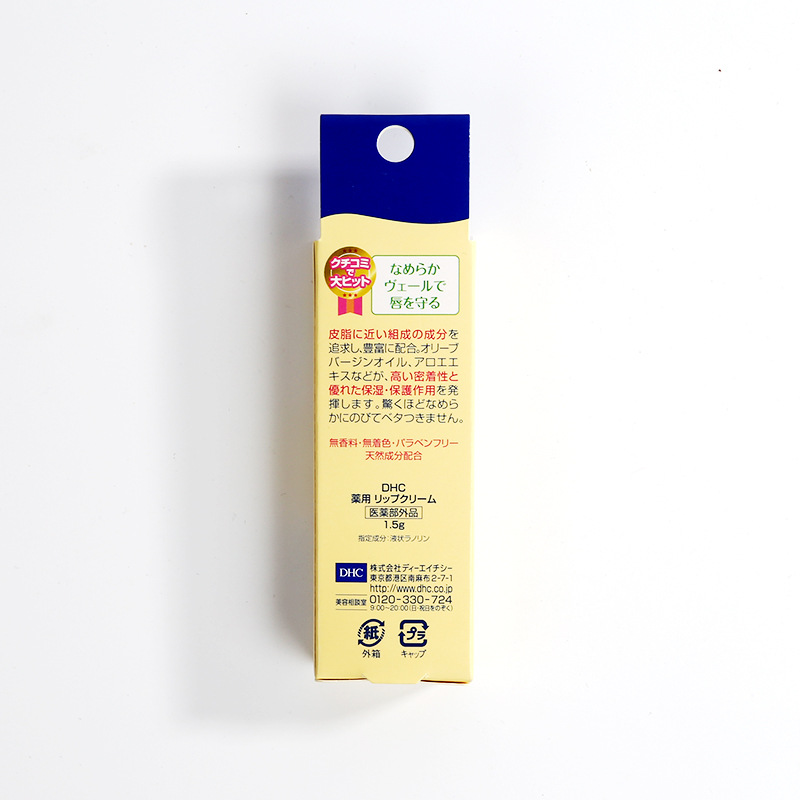 クチコミ
で
大ヒット
なめらか
ヴェールで
唇を守る
皮脂に近い組成の成分を
追求し、豊富に配合。オリーブ
バージンオイル、アロエエ
キスなどが、高い密着性と
優れた保湿・保護作用を発
揮します。驚くほどなめら
かにのびてベタつきません。
無香料・無着色・パラベンフリー
天然成分配合
DHC
薬用 リップクリーム
医薬部外品
1.5g
指定成分:液状ラノリン
DHC
株式会社ディーエイチシー
東京都港区南麻布2-7-1
http://www.dhc.co.jp
美容相談室 0120-330-724
9:00~20:00(日・祝日をのぞく)
紙
外箱
プラ
キャップ